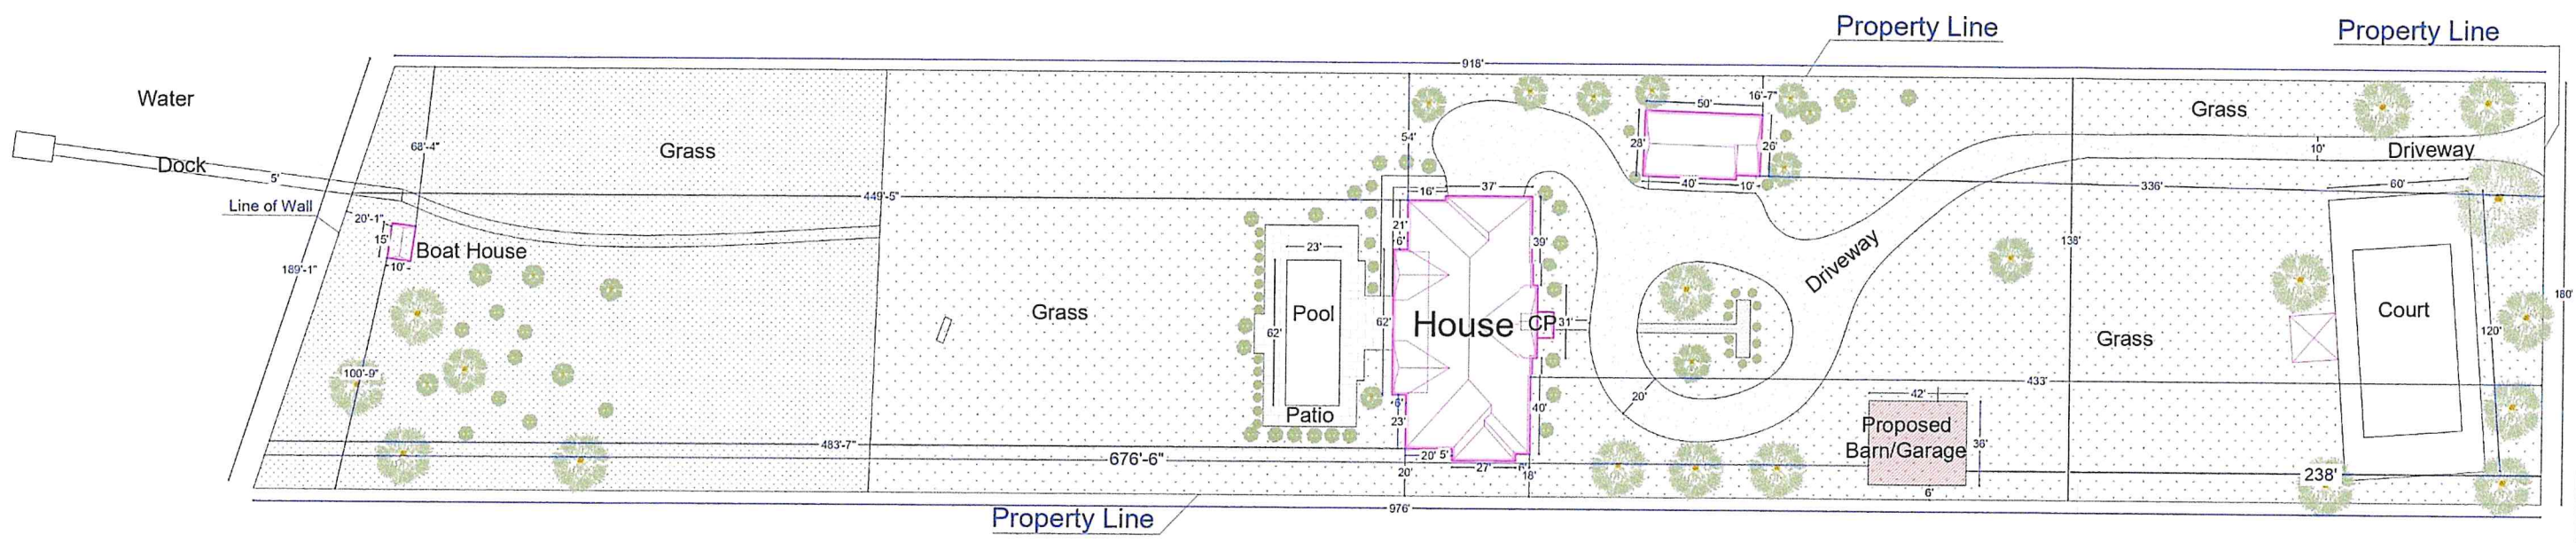 Property Line
Property Line
918'
Water
Grass
50'
16'-7"
Grass
54'
28'
26'
68'-4"
Grass
10'
Driveway
Dock
5'
449'-5"
16'
37'
40'
10'
336'
60'
Line of Wall
20'-1"
15'
10'
Boat House
21'
6'
39'
23'
138'
Driveway
189'-1"
180'
Grass
Pool
62'
62'
House
CP
31'
Court
120'
Grass
100'-9"
433'
20'
42'
6'
23'
40'
Patio
Proposed
Barn/Garage
36'
483'-7"
676'-6"
20'
5'
27'
6'
20'
18'
238'
6'
976'
Property Line